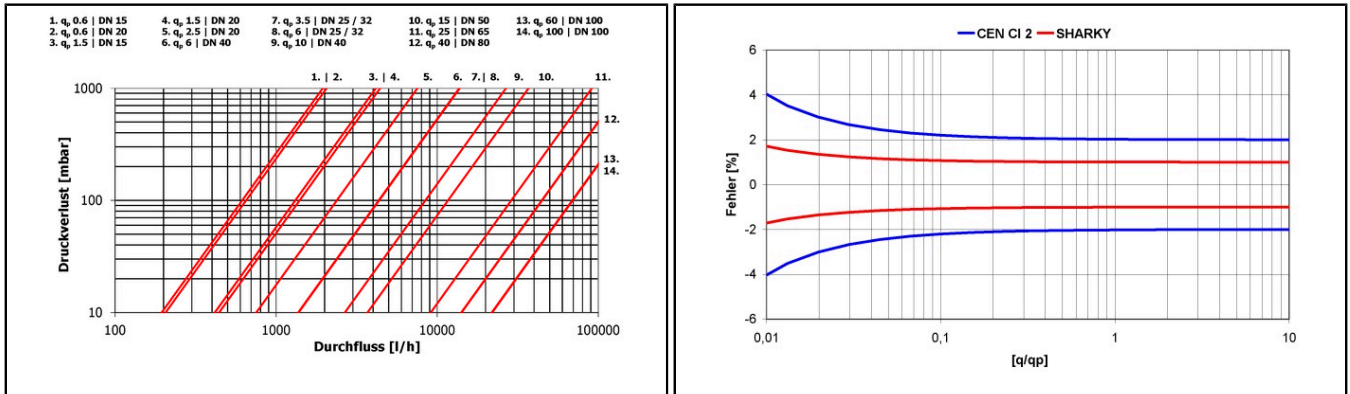 1. qp 0.6 | DN 15 4. qp 1.5 | DN 20 7. qp 3.5 | DN 25 / 32 10. qp 15 | DN 50 13. qp 60 | DN 100
2. qp 0.6 | DN 20 5. qp 2.5 | DN 20 8. qp 6 | DN 25 / 32 11. qp 25 | DN 65 14. qp 100 | DN 100
3. qp 1.5 | DN 15 6. qp 6 | DN 40 9. qp 10 | DN 40 12. qp 40 | DN 80
1. | 2. 3. | 4. 5. 6. 7.| 8. 9. 10. 11.
12.
13.
14.
1000
100
10
Druckverlust [mbar]
100 1000 10000 100000
Durchfluss [l/h]
CEN Cl 2 SHARKY
6
4
2
0
-2
-4
-6
Fehler [%]
0,01 0,1 1 10
[q/qp]